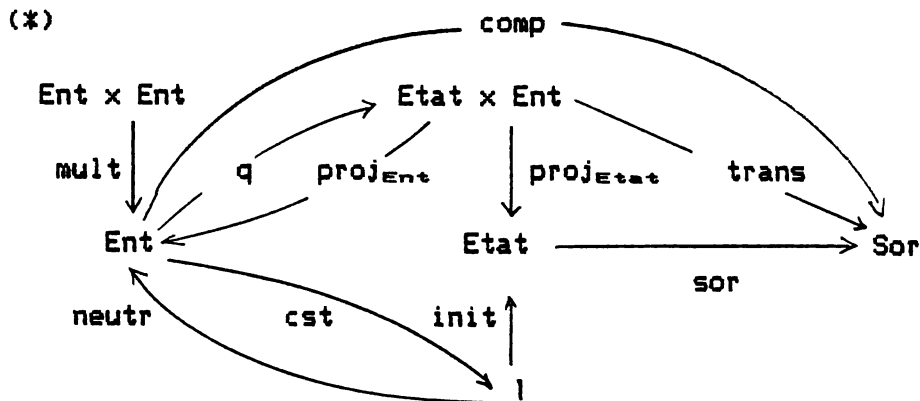 (*)
comp
Ent x Ent
Etat x Ent
mult
q
projEnt
projEtat
trans
Ent
Etat
Sor
sor
neutr
cst
init
1